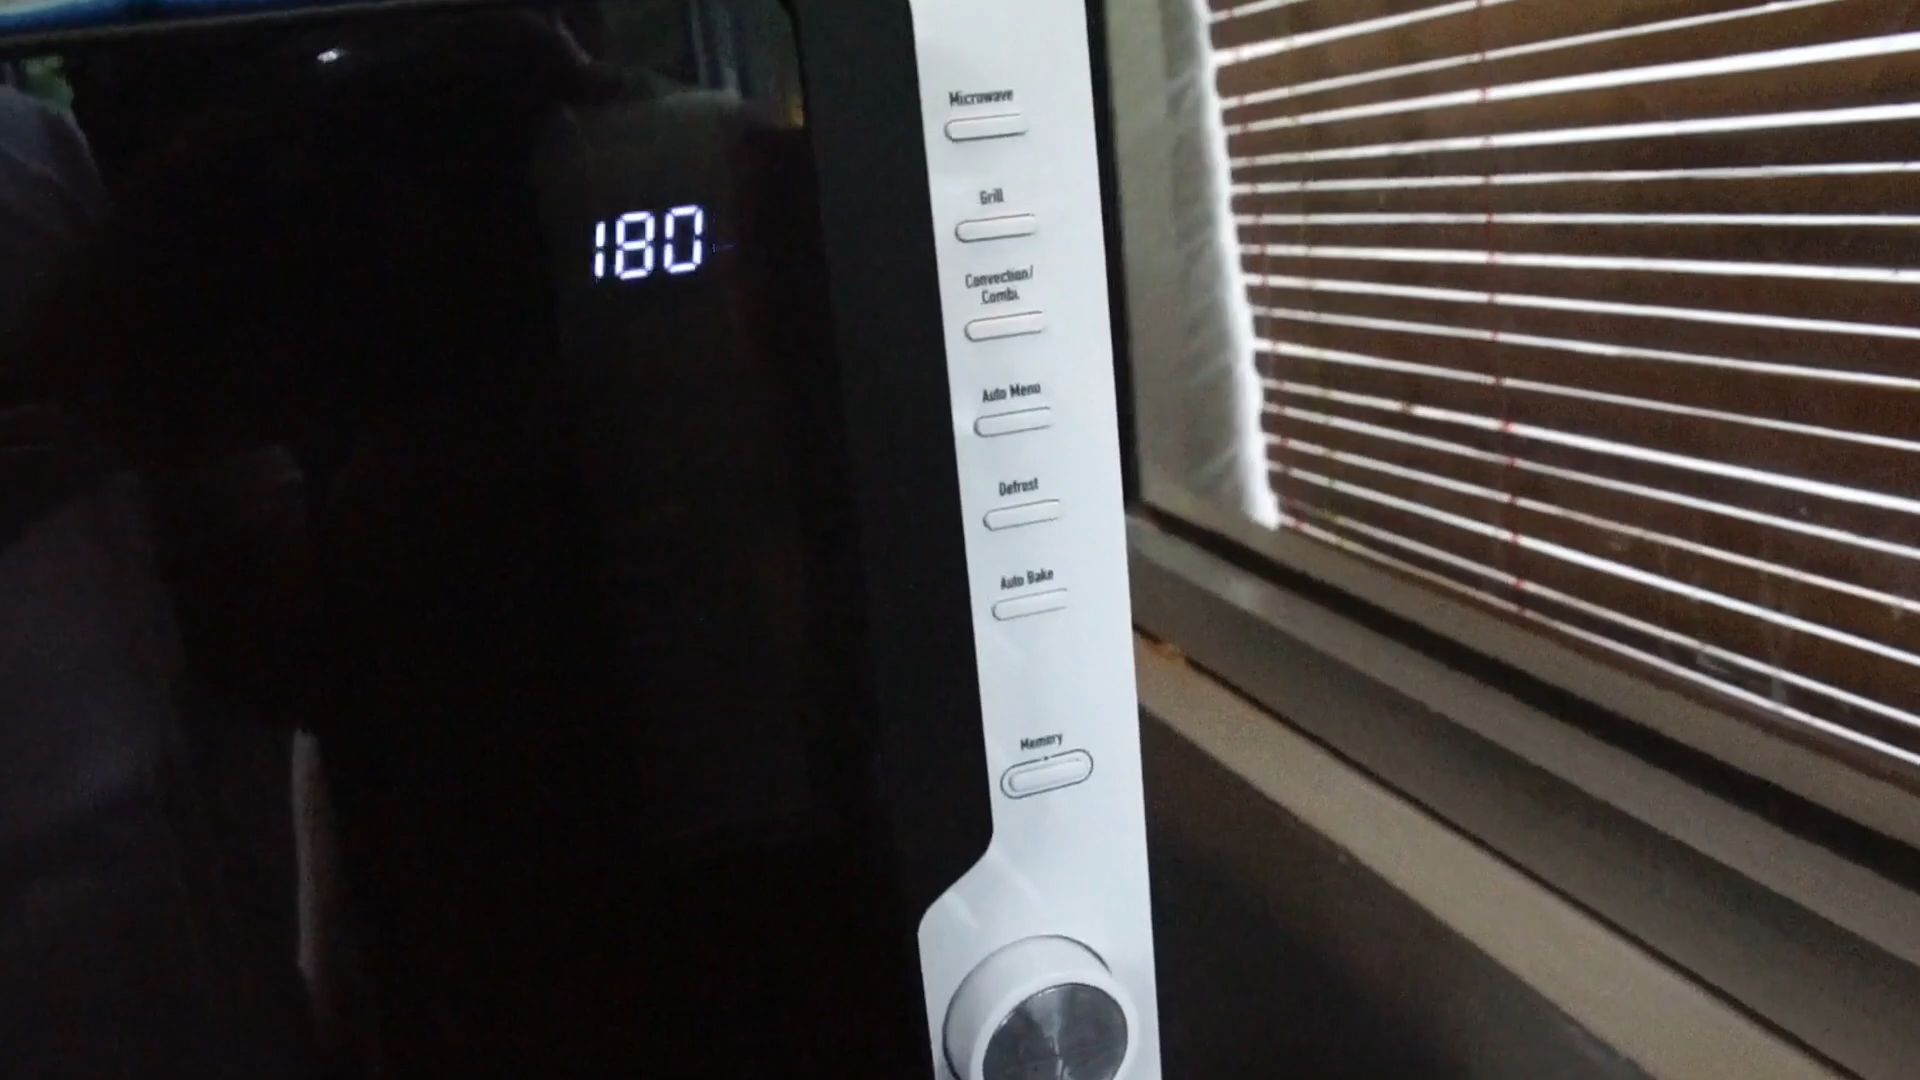 180
Microwave
Grill
Convection/
Combi.
Auto Menu
Defrost
Auto Bake
Memory